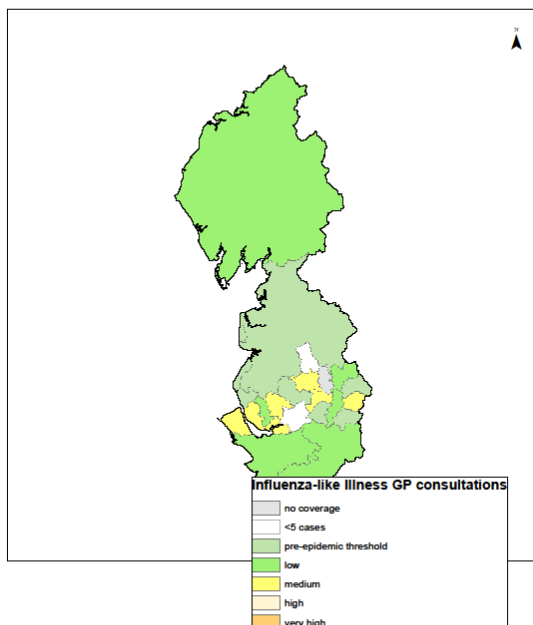 N
Influenza-like Illness GP consultations
no coverage
<5 cases
pre-epidemic threshold
low
medium
high
very high